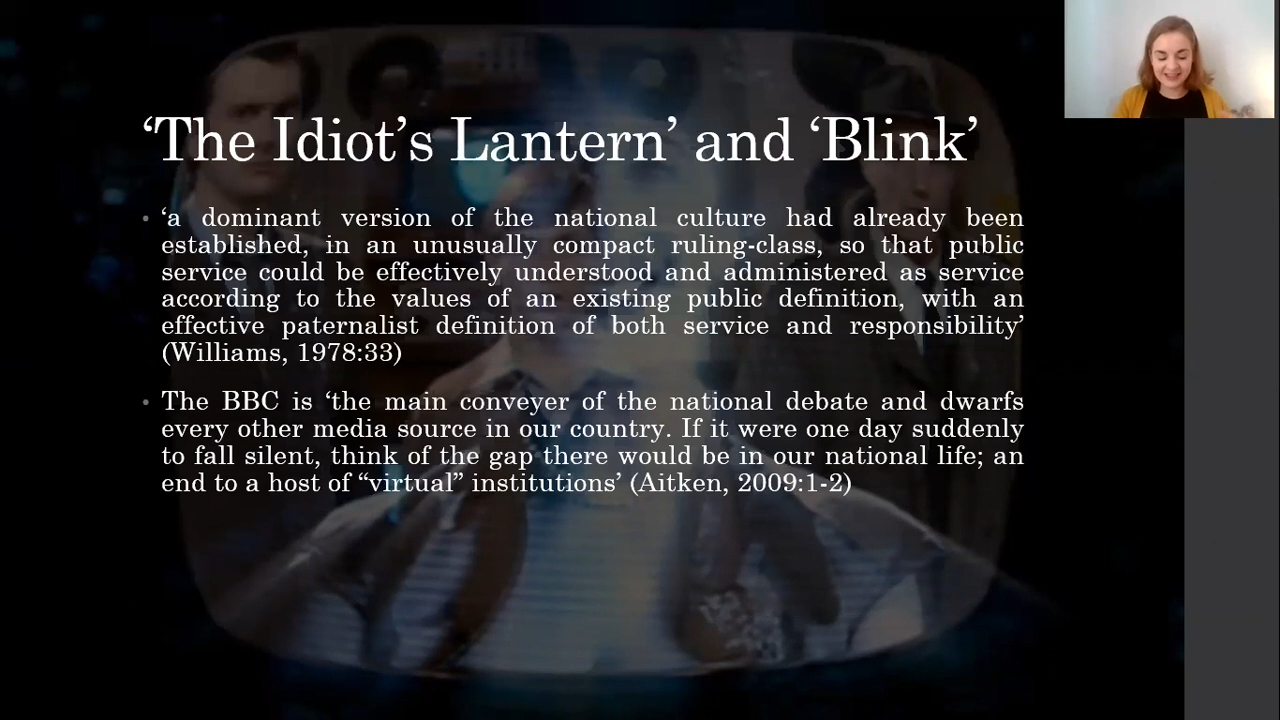 ‘The Idiot’s Lantern’ and ‘Blink’
‘a dominant version of the national culture had already been
established, in an unusually compact ruling-class, so that public
service could be effectively understood and administered as service
according to the values of an existing public definition, with an
effective paternalist definition of both service and responsibility’
(Williams, 1978:33)
The BBC is ‘the main conveyer of the national debate and dwarfs
every other media source in our country. If it were one day suddenly
to fall silent, think of the gap there would be in our national life; an
end to a host of “virtual” institutions’ (Aitken, 2009:1-2)